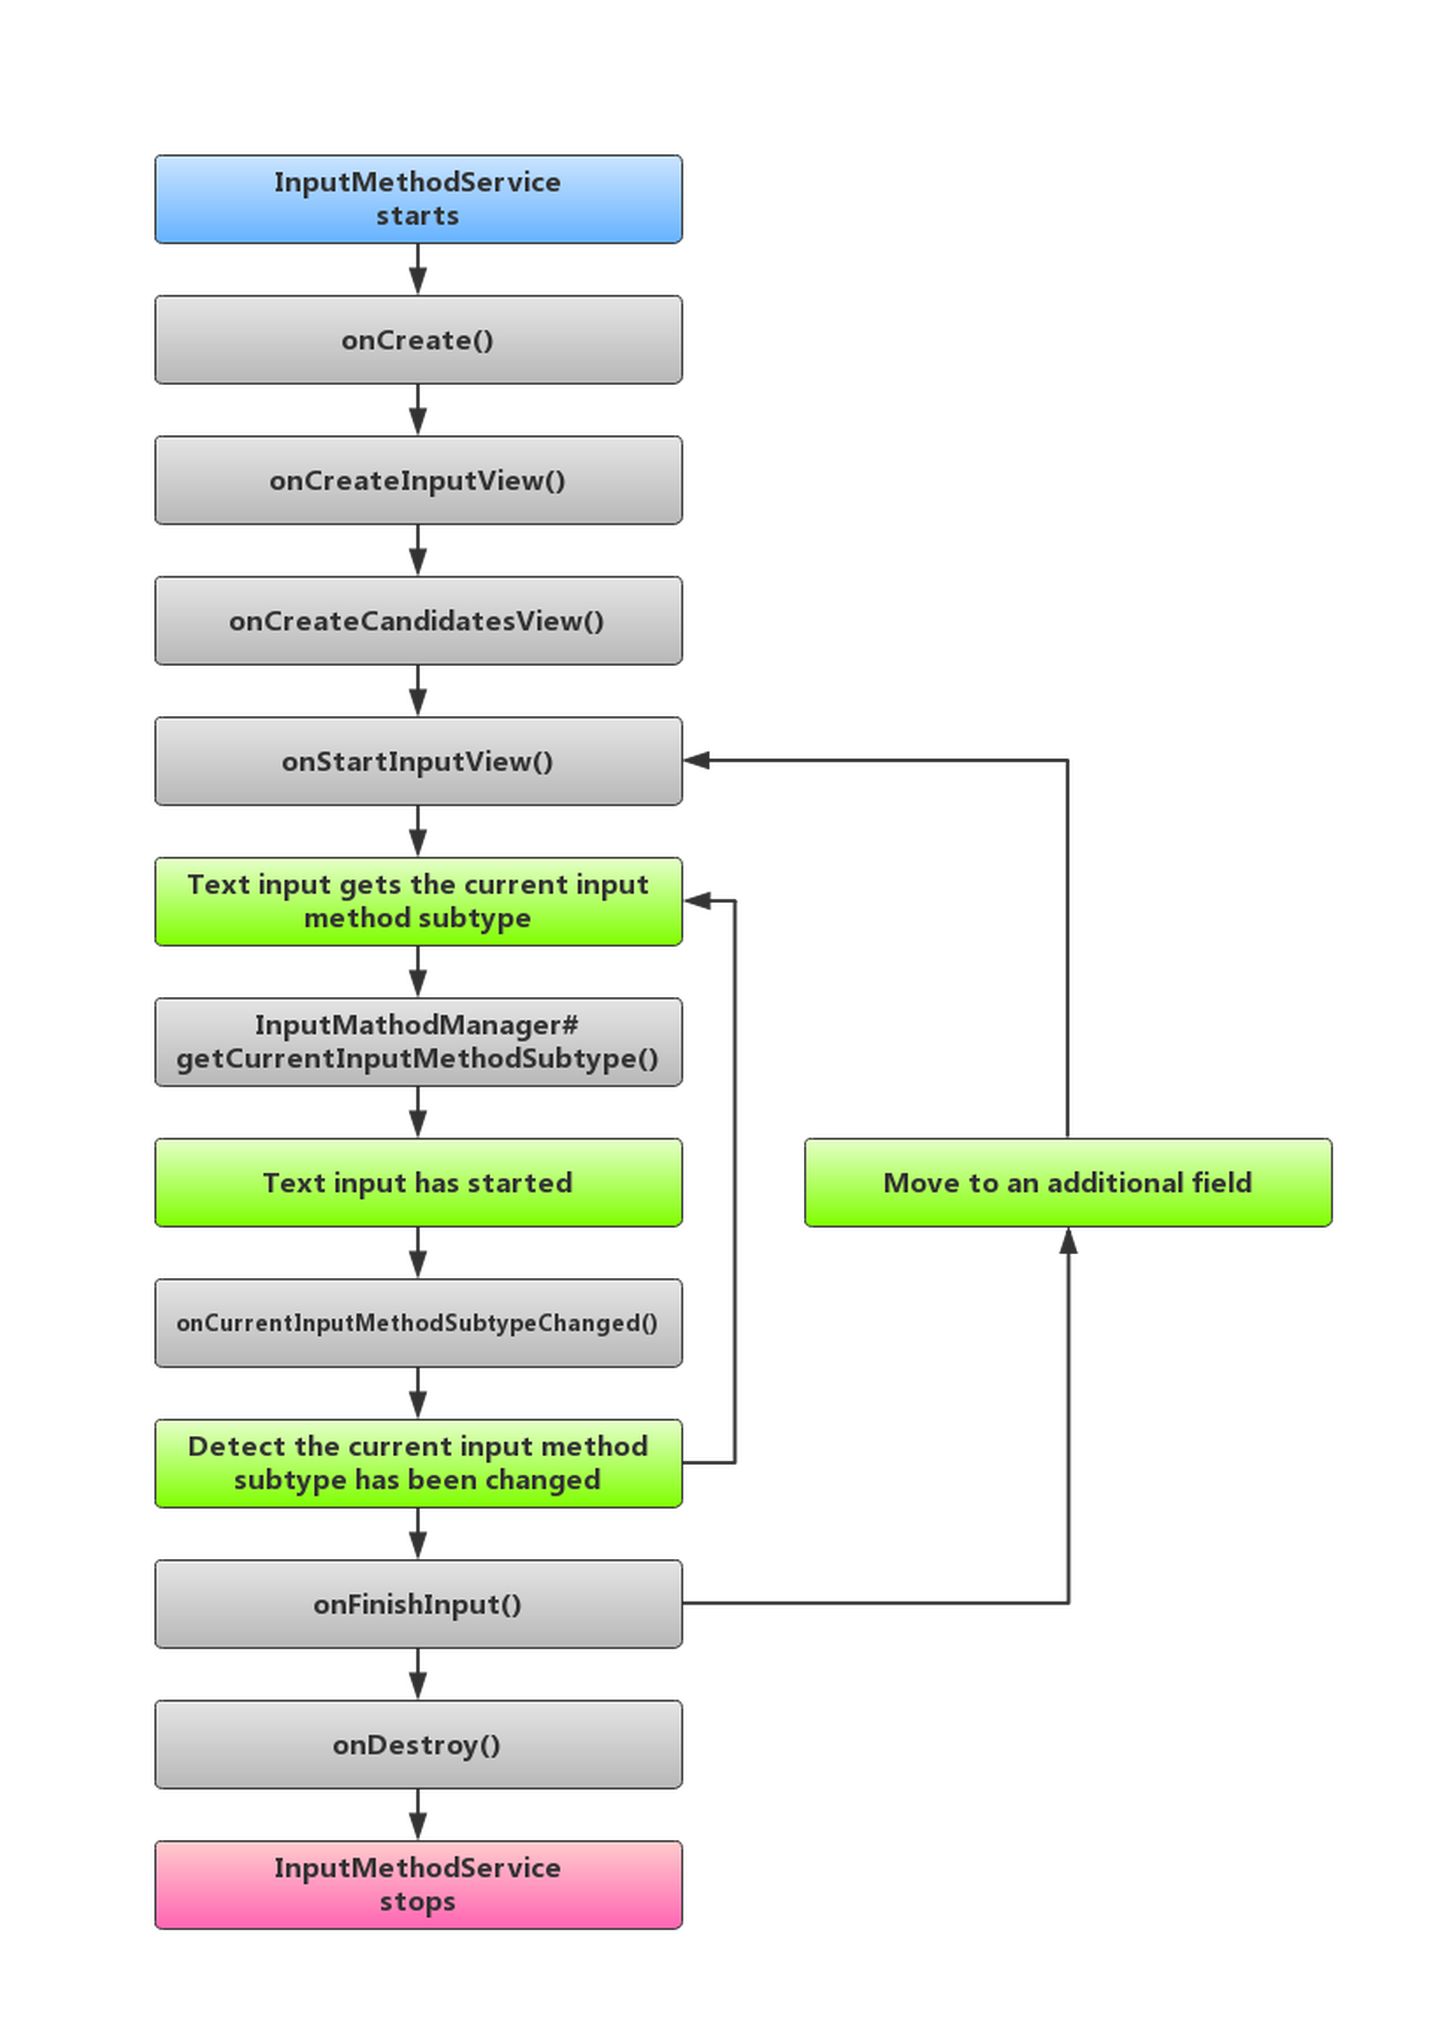 InputMethodService
starts
onCreate()
onCreateInputView()
onCreateCandidatesView()
onStartInputView()
Text input gets the current input
method subtype
InputMathodManager#
getCurrentInputMethodSubtype()
Text input has started
Move to an additional field
onCurrentInputMethodSubtypeChanged()
Detect the current input method
subtype has been changed
onFinishInput()
onDestroy()
InputMethodService
stops